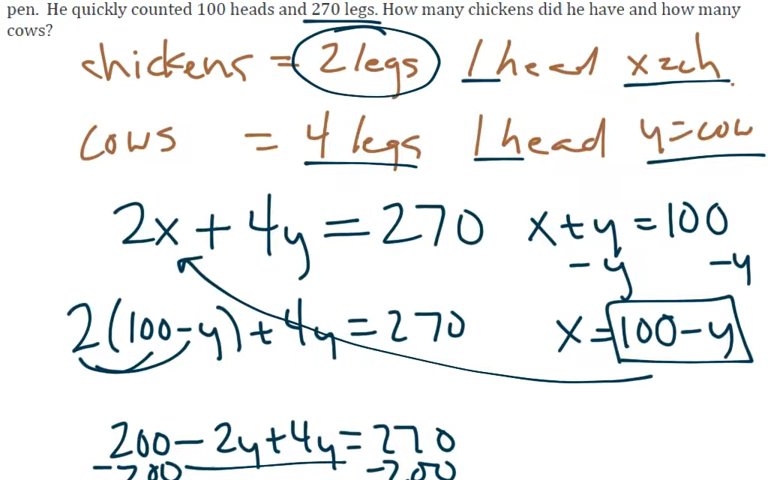 pen. He quickly counted 100 heads and 270 legs. How many chickens did he have and how many
cows?
chickens = 2 legs 1 head x=ch.
cows = 4 legs 1 head y=cow
2x + 4y = 270 x+y=100
-y -y
2(100-y)+4y=270 x=100-y
200-2y+4y=270
-200 -200